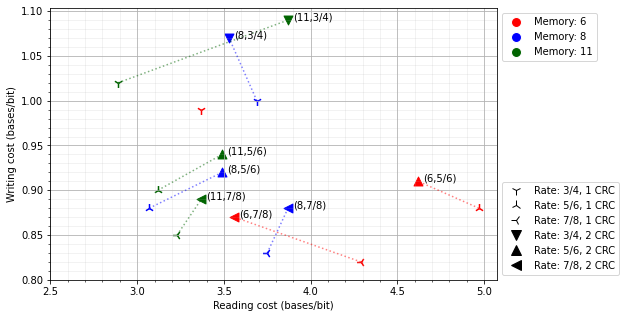 1.10
1.05
1.00
0.95
0.90
0.85
0.80
Writing cost (bases/bit)
2.5 3.0 3.5 4.0 4.5 5.0
Reading cost (bases/bit)
(11,3/4)
(8,3/4)
(11,5/6)
(8,5/6)
(6,5/6)
(11,7/8)
(8,7/8)
(6,7/8)
Memory: 6
Memory: 8
Memory: 11
Rate: 3/4, 1 CRC
Rate: 5/6, 1 CRC
Rate: 7/8, 1 CRC
Rate: 3/4, 2 CRC
Rate: 5/6, 2 CRC
Rate: 7/8, 2 CRC